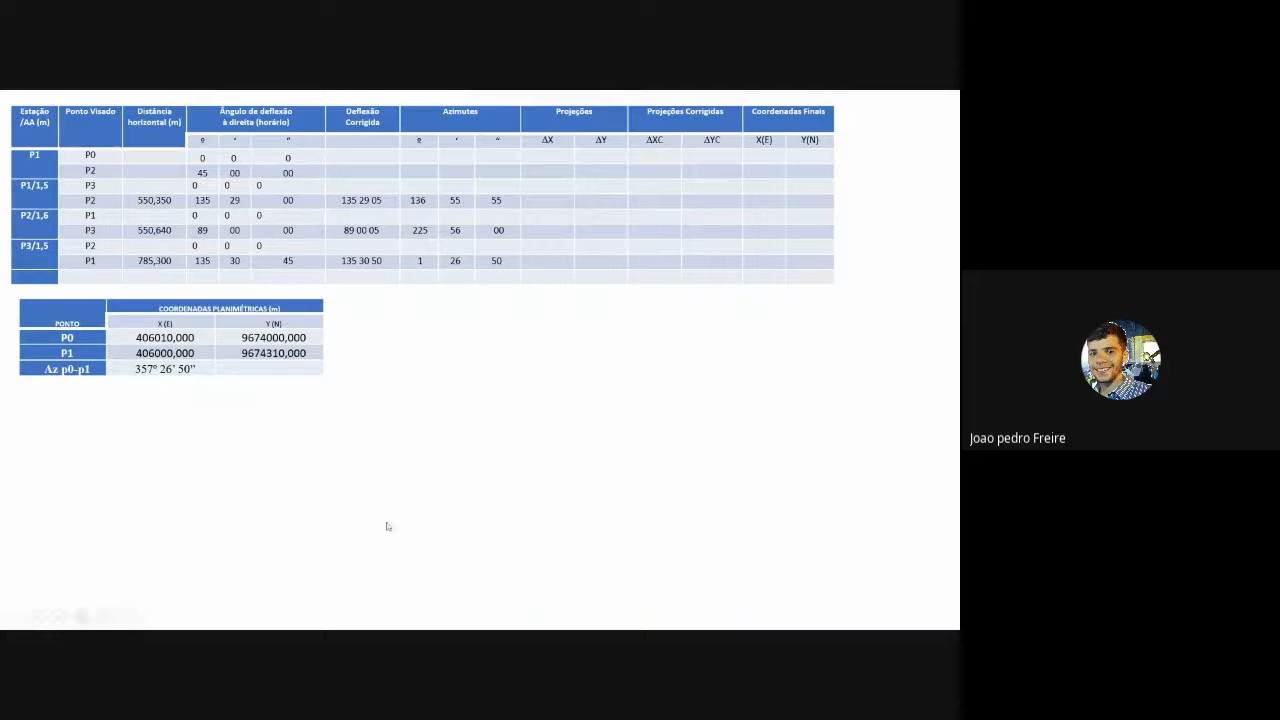 Estação /AA (m) Ponto Visado Distância horizontal (m) Ângulo de deflexão à direita (horário) Deflexão Corrigida Azimutes Projeções Projeções Corrigidas Coordenadas Finais
º ‘ “ º ‘ “ ΔX ΔY ΔXC ΔYC X(E) Y(N)
P1 P0 0 0 0
P2 45 00 00
P1/1,5 P3 0 0 0
P2 550,350 135 29 00 135 29 05 136 55 55
P2/1,6 P1 0 0 0
P3 550,640 89 00 00 89 00 05 225 56 00
P3/1,5 P2 0 0 0
P1 785,300 135 30 45 135 30 50 1 26 50
PONTO COORDENADAS PLANIMÉTRICAS (m)
X (E) Y (N)
P0 406010,000 9674000,000
P1 406000,000 9674310,000
Az p0-p1 357º 26’ 50”
Joao pedro Freire